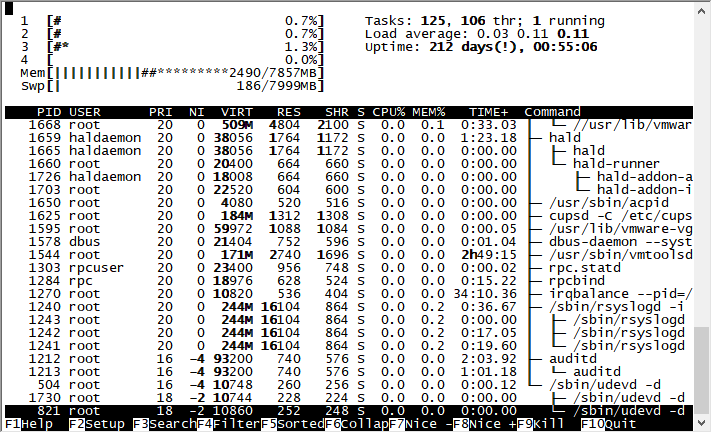 1 [# 0.7%] Tasks: 125, 106 thr; 1 running
2 [# 0.7%] Load average: 0.03 0.11 0.11
3 [#* 1.3%] Uptime: 212 days(!), 00:55:06
4 [ 0.0%]
Mem[|||||||||||##*********2490/7857MB]
Swp[| 186/7999MB]
PID USER PRI NI VIRT RES SHR S CPU% MEM% TIME+ Command
1668 root 20 0 509M 4804 2100 S 0.0 0.1 0:33.03 │ └─ //usr/lib/vmwar
1659 haldaemon 20 0 38056 1764 1172 S 0.0 0.0 1:23.18 ├─ hald
1665 haldaemon 20 0 38056 1764 1172 S 0.0 0.0 0:00.00 │ ├─ hald
1660 root 20 0 20400 664 660 S 0.0 0.0 0:00.00 │ └─ hald-runner
1726 haldaemon 20 0 18008 664 660 S 0.0 0.0 0:00.00 │ ├─ hald-addon-a
1703 root 20 0 22520 604 600 S 0.0 0.0 0:00.00 │ └─ hald-addon-i
1650 root 20 0 4080 520 516 S 0.0 0.0 0:00.00 ├─ /usr/sbin/acpid
1625 root 20 0 184M 1312 1308 S 0.0 0.0 0:00.00 ├─ cupsd -C /etc/cups
1595 root 20 0 59972 1088 1084 S 0.0 0.0 0:00.05 ├─ /usr/lib/vmware-vg
1578 dbus 20 0 21404 752 596 S 0.0 0.0 0:01.04 ├─ dbus-daemon --syst
1544 root 20 0 171M 2740 1696 S 0.0 0.0 2h49:15 ├─ /usr/sbin/vmtoolsd
1303 rpcuser 20 0 23400 956 748 S 0.0 0.0 0:00.02 ├─ rpc.statd
1284 rpc 20 0 18976 628 524 S 0.0 0.0 0:15.22 ├─ rpcbind
1270 root 20 0 10820 536 404 S 0.0 0.0 34:10.36 ├─ irqbalance --pid=/
1240 root 20 0 244M 16104 864 S 0.0 0.2 0:36.67 ├─ /sbin/rsyslogd -i
1243 root 20 0 244M 16104 864 S 0.0 0.2 0:00.00 │ ├─ /sbin/rsyslogd
1242 root 20 0 244M 16104 864 S 0.0 0.2 0:17.05 │ ├─ /sbin/rsyslogd
1241 root 20 0 244M 16104 864 S 0.0 0.2 0:19.60 │ └─ /sbin/rsyslogd
1212 root 16 -4 93200 740 576 S 0.0 0.0 2:03.92 ├─ auditd
1213 root 16 -4 93200 740 576 S 0.0 0.0 1:01.18 │ └─ auditd
504 root 16 -4 10748 260 256 S 0.0 0.0 0:00.12 └─ /sbin/udevd -d
1730 root 18 -2 10744 228 224 S 0.0 0.0 0:00.00 ├─ /sbin/udevd -d
821 root 18 -2 10860 252 248 S 0.0 0.0 0:00.00 └─ /sbin/udevd -d
F1Help F2Setup F3SearchF4FilterF5SortedF6CollapF7Nice -F8Nice +F9Kill F10Quit